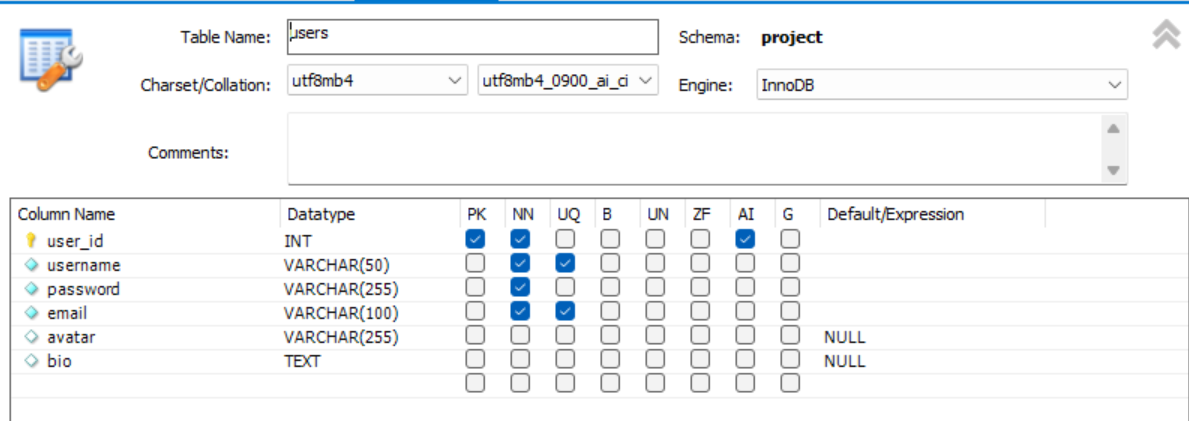 Table Name: users Schema: project
Charset/Collation: utf8mb4 utf8mb4_0900_ai_ci Engine: InnoDB
Comments:
Column Name Datatype PK NN UQ B UN ZF AI G Default/Expression
user_id INT
username VARCHAR(50)
password VARCHAR(255)
email VARCHAR(100)
avatar VARCHAR(255) NULL
bio TEXT NULL